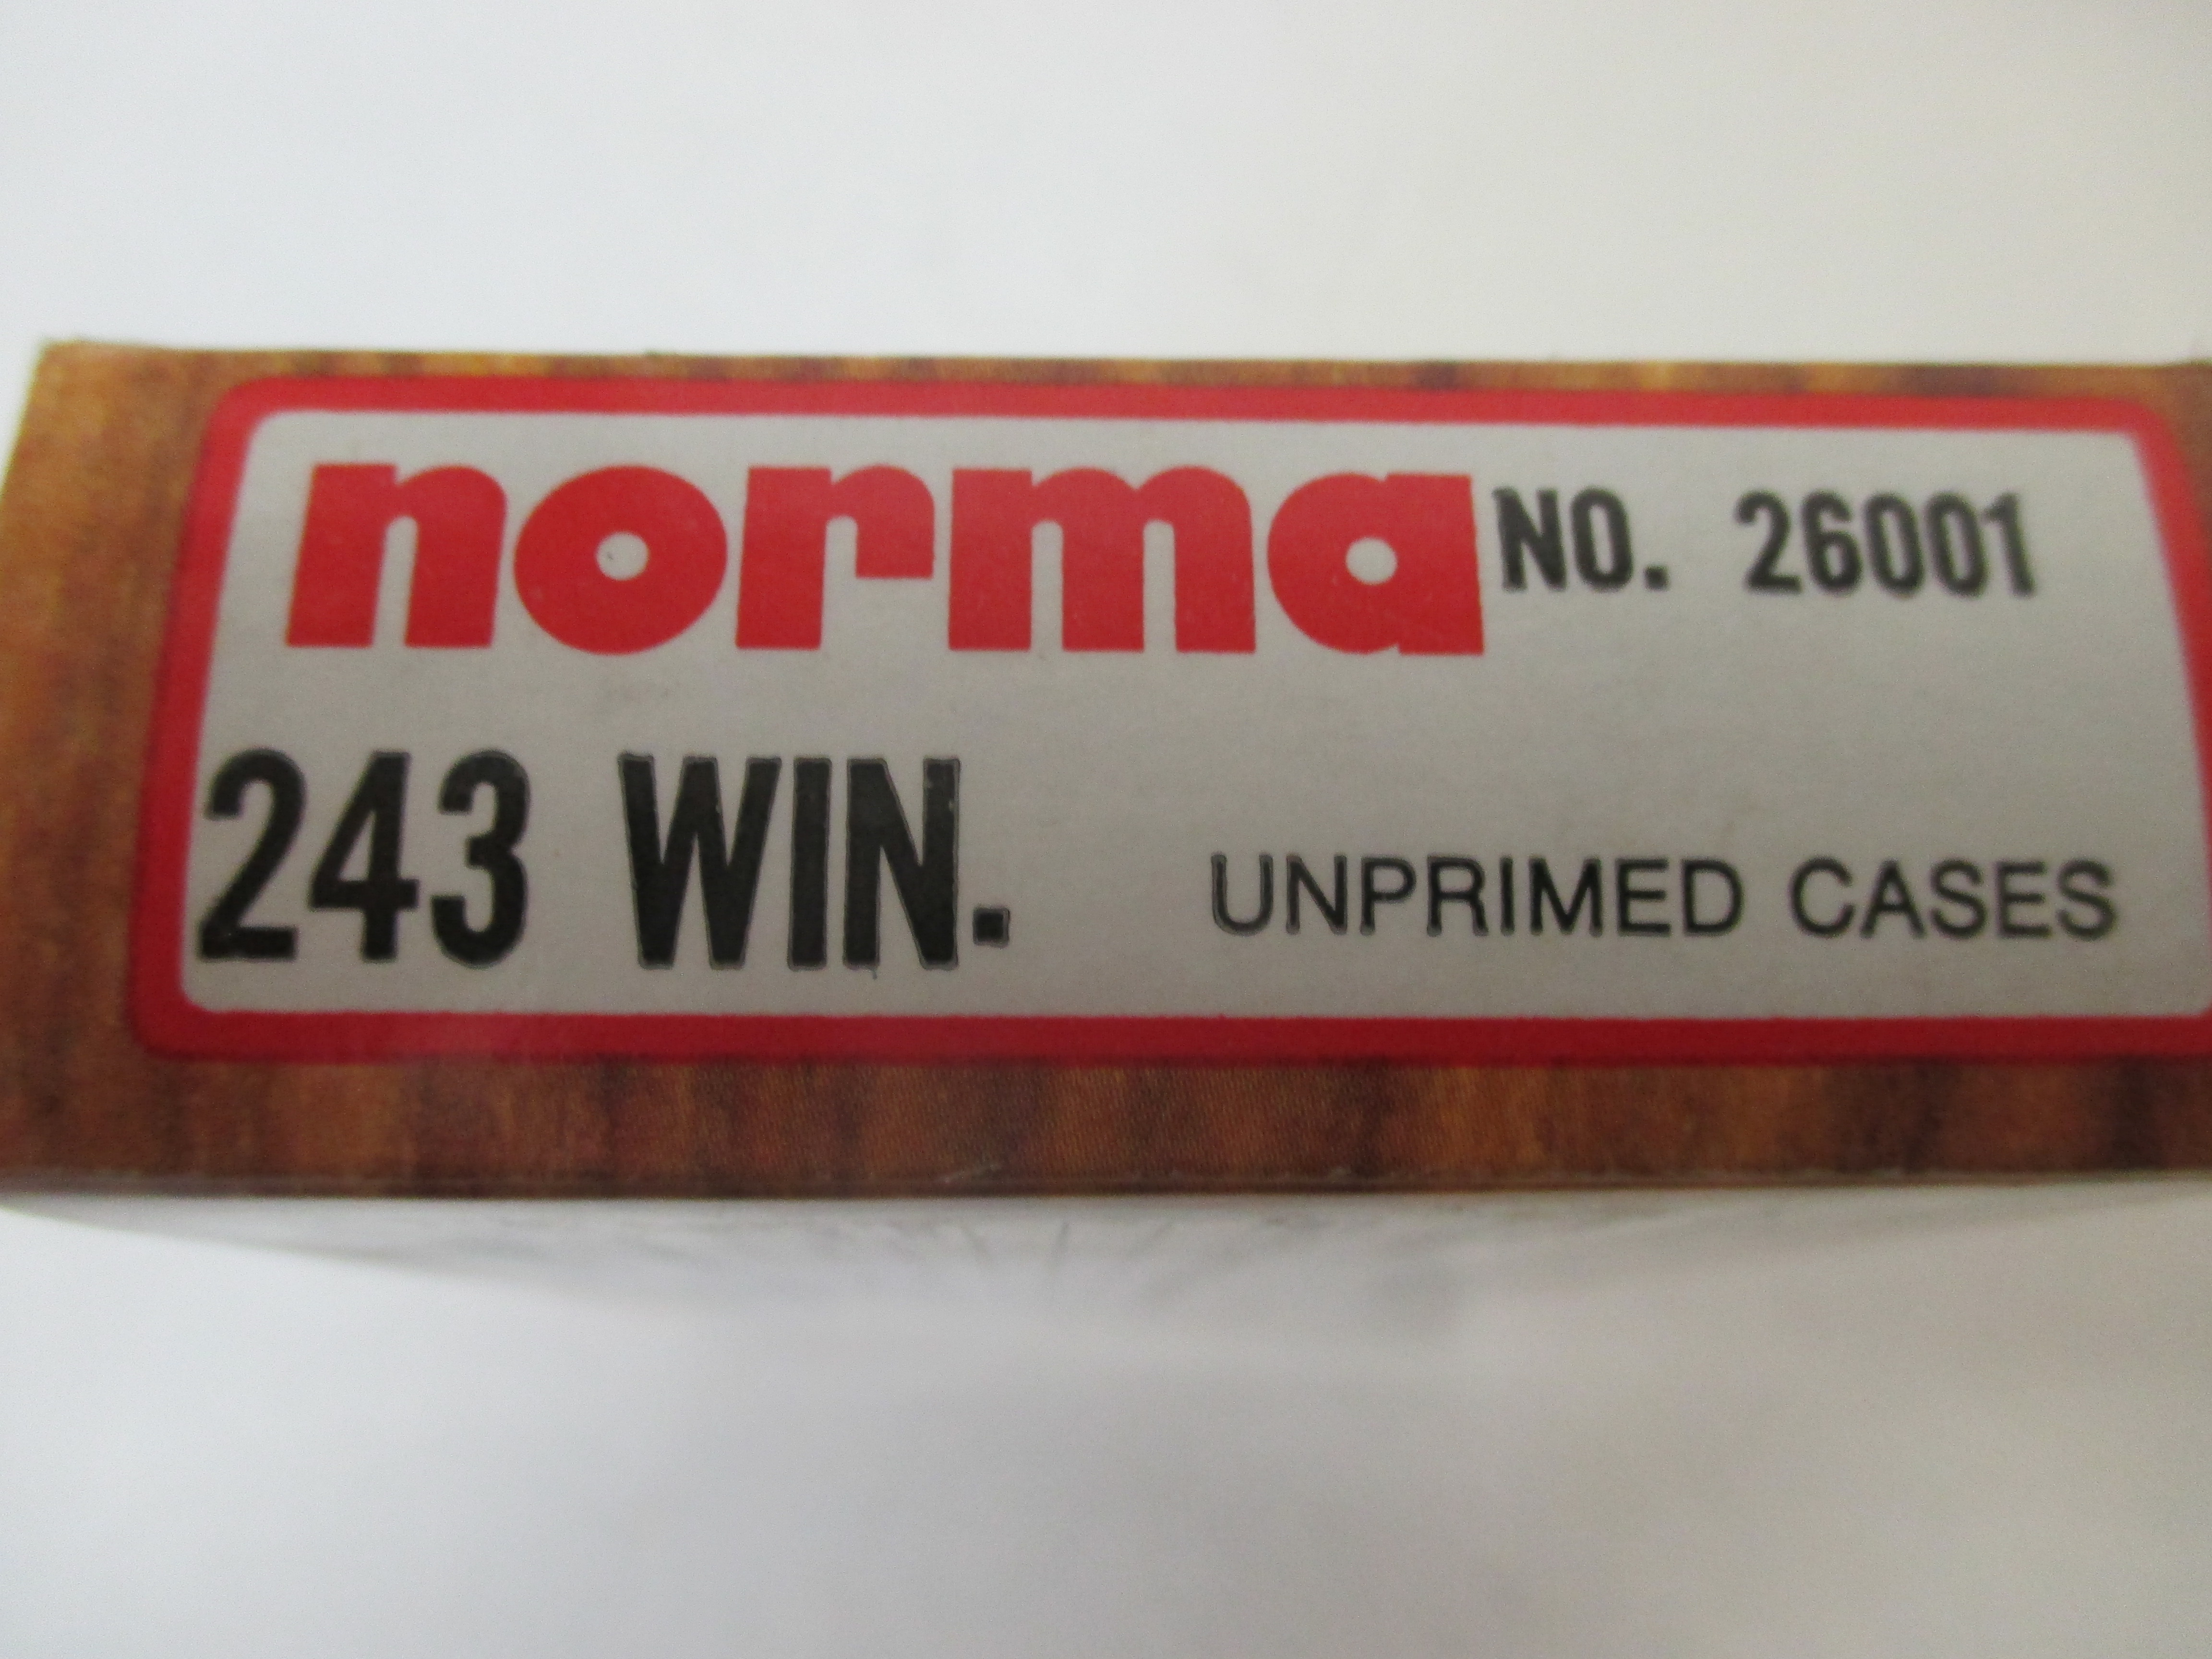 norma NO. 26001
243 WIN. UNPRIMED CASES